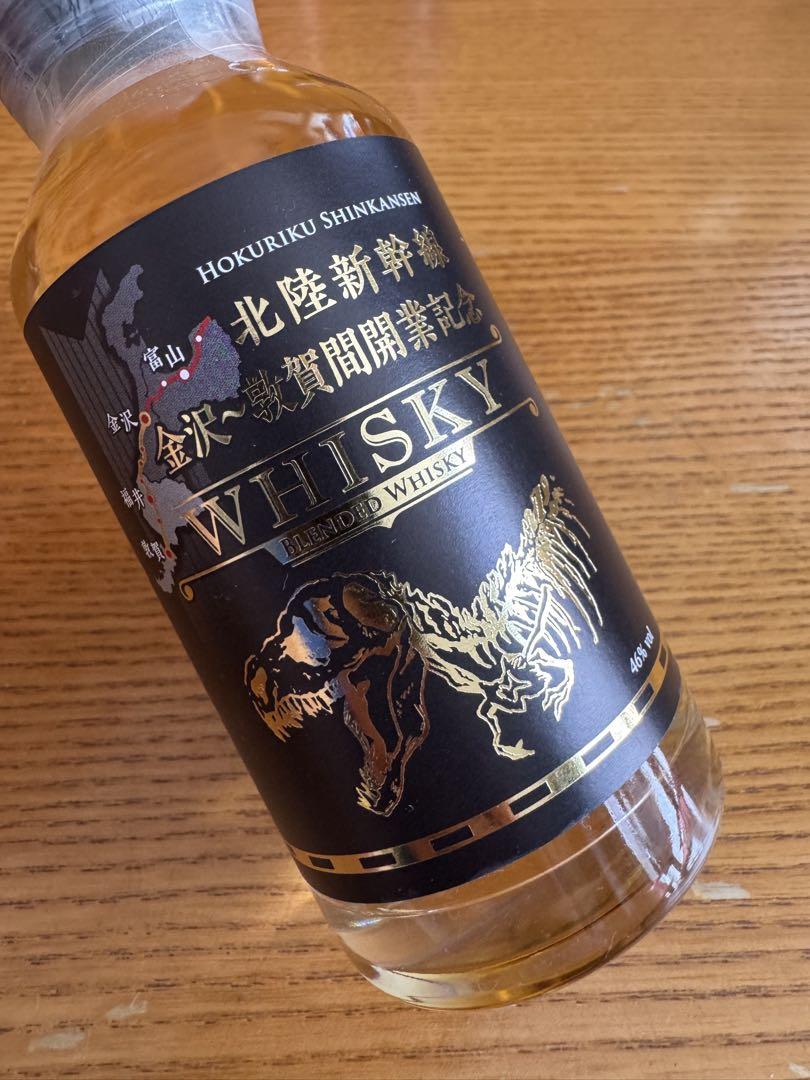 HOKURIKU SHINKANSEN
北陸新幹線
金沢~敦賀間開業記念
WHISKY
BLENDED WHISKY
富山
金沢
福井
敦賀
46% vol